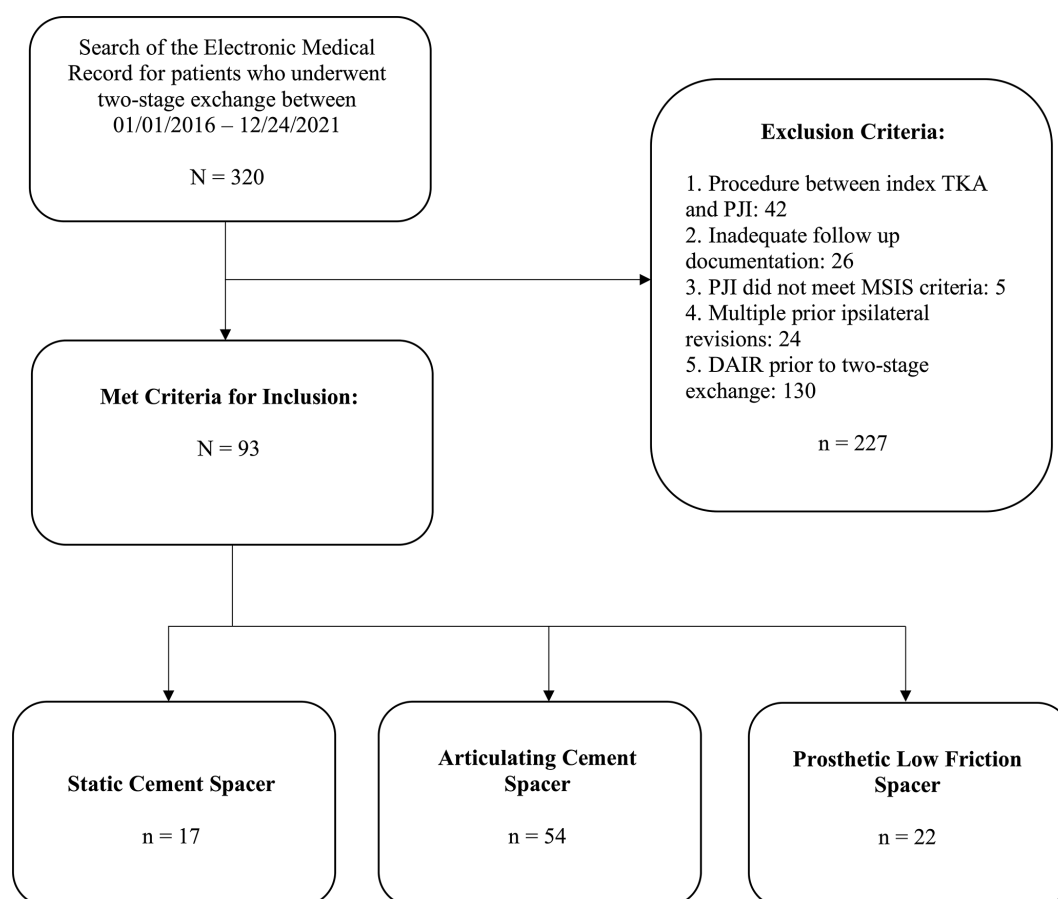 Search of the Electronic Medical
Record for patients who underwent
two-stage exchange between
01/01/2016 – 12/24/2021
N = 320
Exclusion Criteria:
1. Procedure between index TKA
and PJI: 42
2. Inadequate follow up
documentation: 26
3. PJI did not meet MSIS criteria: 5
4. Multiple prior ipsilateral
revisions: 24
5. DAIR prior to two-stage
exchange: 130
n = 227
Met Criteria for Inclusion:
N = 93
Static Cement Spacer
n = 17
Articulating Cement
Spacer
n = 54
Prosthetic Low Friction
Spacer
n = 22